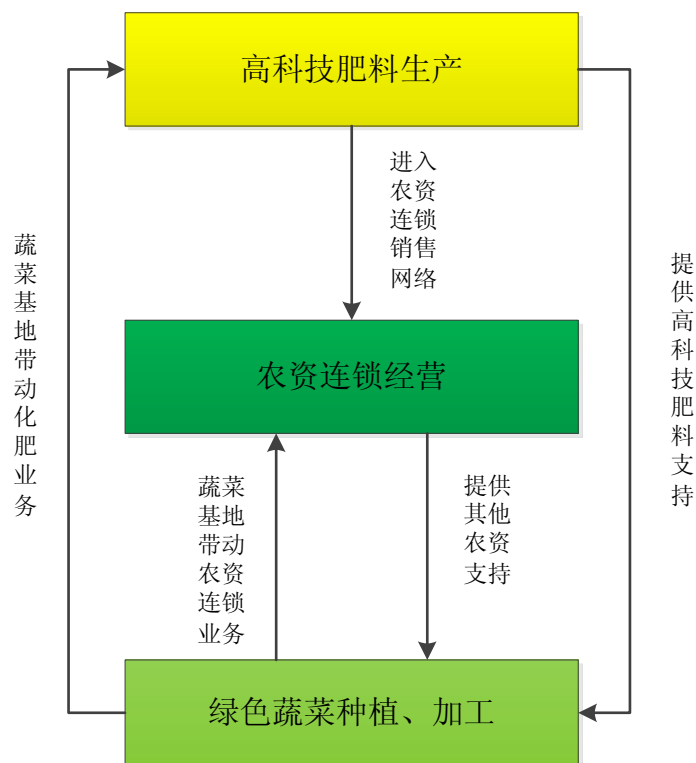 高科技肥料生产
进入
农资
连锁
销售
网络
蔬菜基地带动化肥业务
提供高科技肥料支持
农资连锁经营
蔬菜
基地
带动
农资
连锁
业务
提供
其他
农资
支持
绿色蔬菜种植、加工